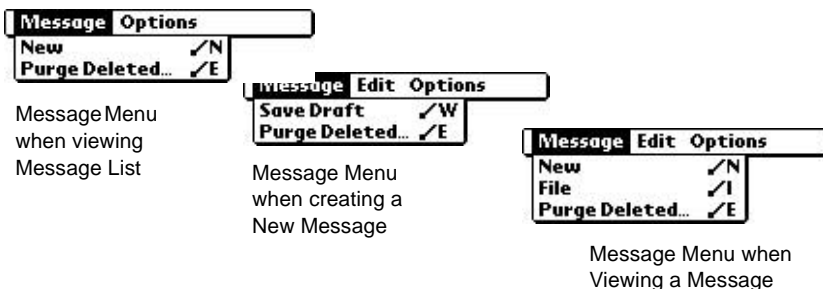 Message Options
New ⁄N
Purge Deleted... ⁄E
Message Menu
when viewing
Message List
Message Edit Options
Save Draft ⁄W
Purge Deleted... ⁄E
Message Menu
when creating a
New Message
Message Edit Options
New ⁄N
File ⁄I
Purge Deleted... ⁄E
Message Menu when
Viewing a Message